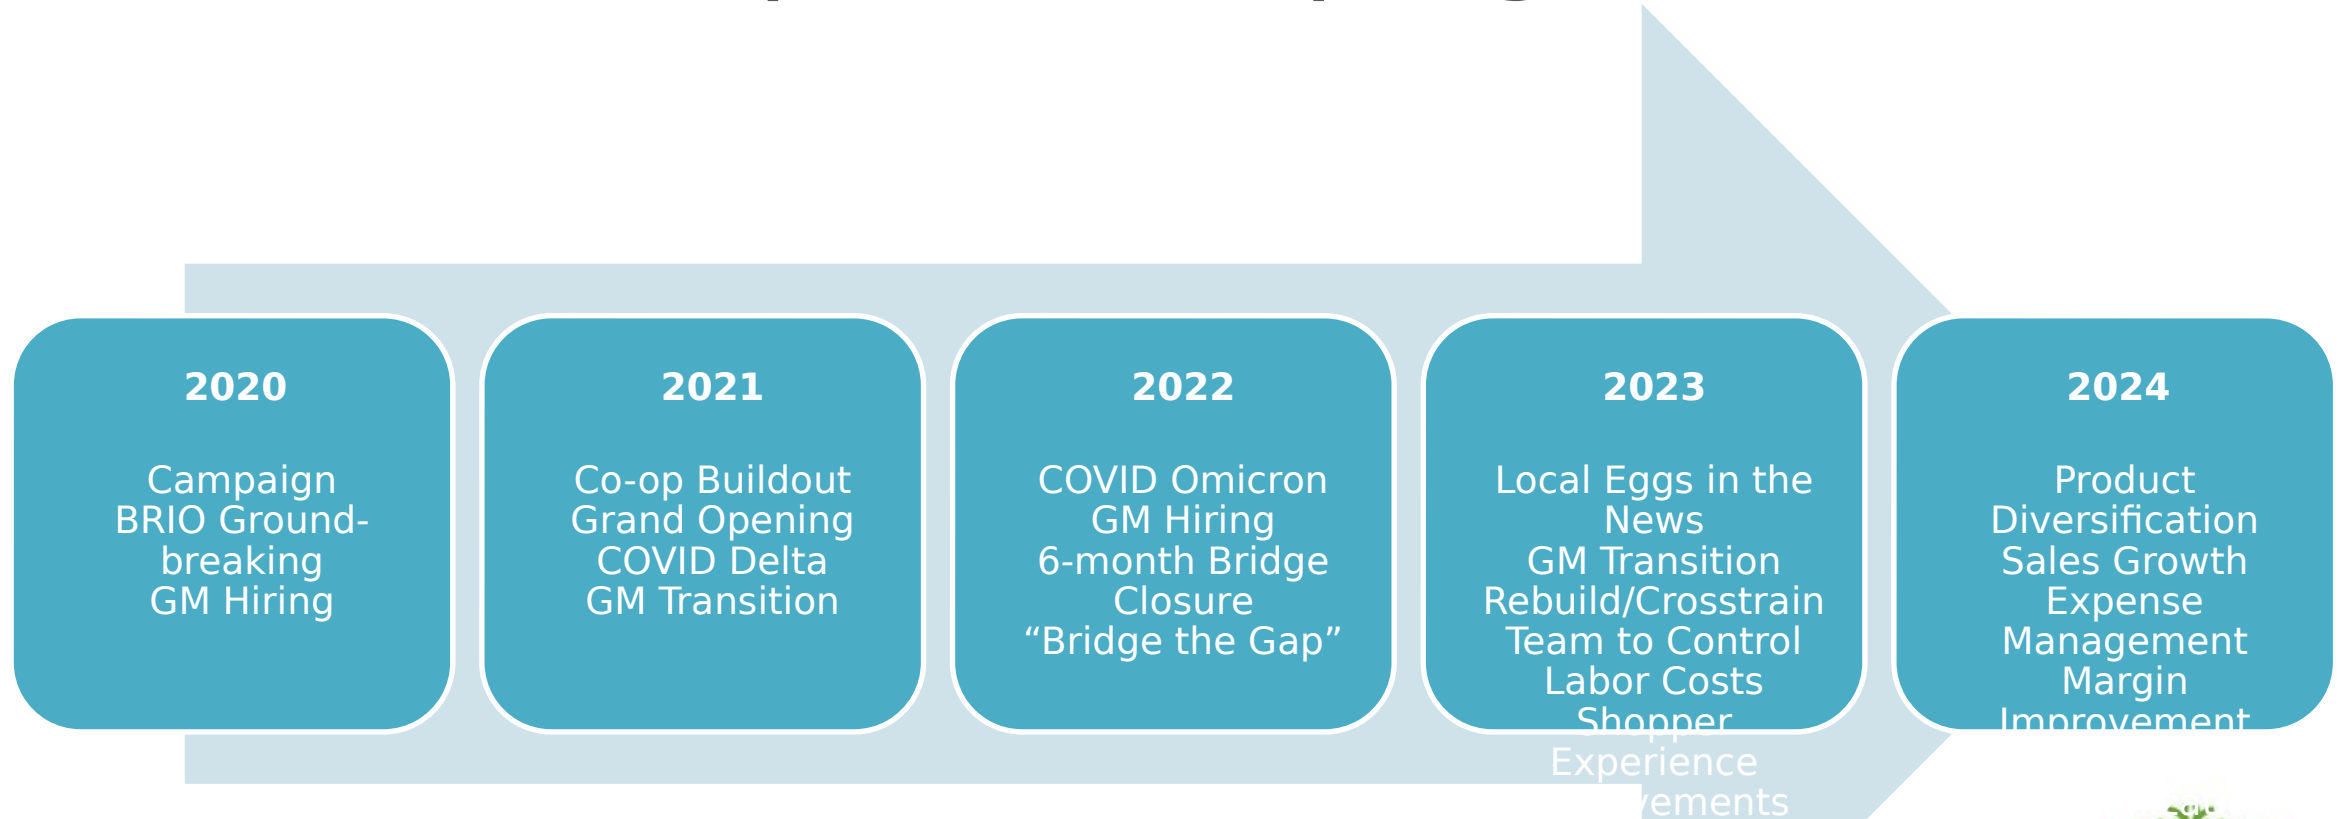 2020
Campaign
BRIO Ground-
breaking
GM Hiring
2021
Co-op Buildout
Grand Opening
COVID Delta
GM Transition
2022
COVID Omicron
GM Hiring
6-month Bridge
Closure
“Bridge the Gap”
2023
Local Eggs in the
News
GM Transition
Rebuild/Crosstrain
Team to Control
Labor Costs
Shopper
Experience
2024
Product
Diversification
Sales Growth
Expense
Management
Margin
Improvement